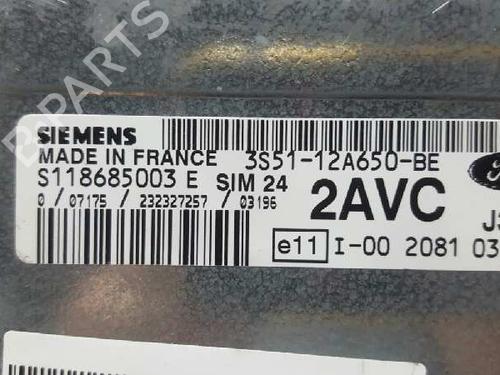 B-PARTS
SIEMENS
MADE IN FRANCE 3S51-12A650-BE
S118685003 E SIM 24
0 / 07175 / 232327257 / 03196
2AVC
e11 I-00 2081 03